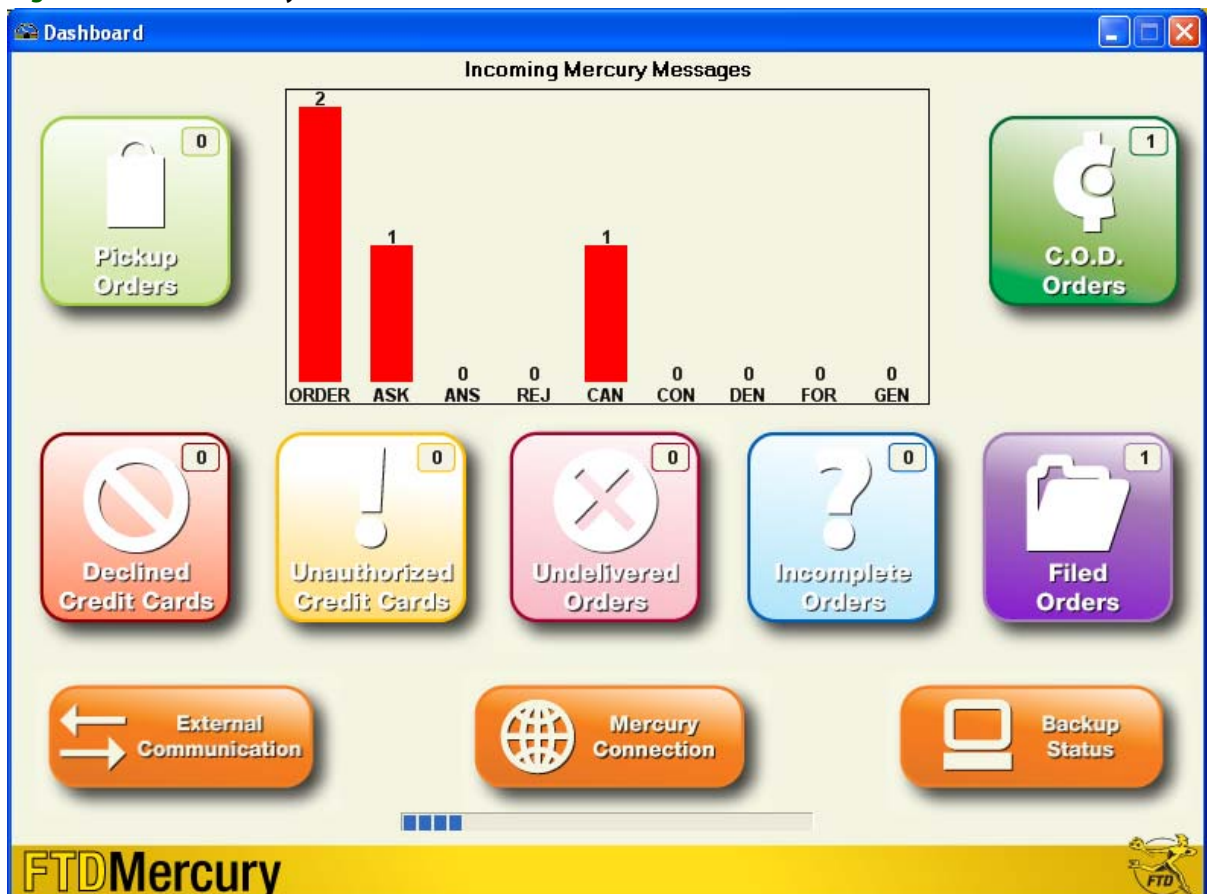 Dashboard
Incoming Mercury Messages
2
1
1
0
0
0
0
0
0
ORDER ASK ANS REJ CAN CON DEN FOR GEN
0
Pickup
Orders
1
C.O.D.
Orders
0
Declined
Credit Cards
0
Unauthorized
Credit Cards
0
Undelivered
Orders
0
Incomplete
Orders
1
Filed
Orders
External
Communication
Mercury
Connection
Backup
Status
FTDMercury
FTD